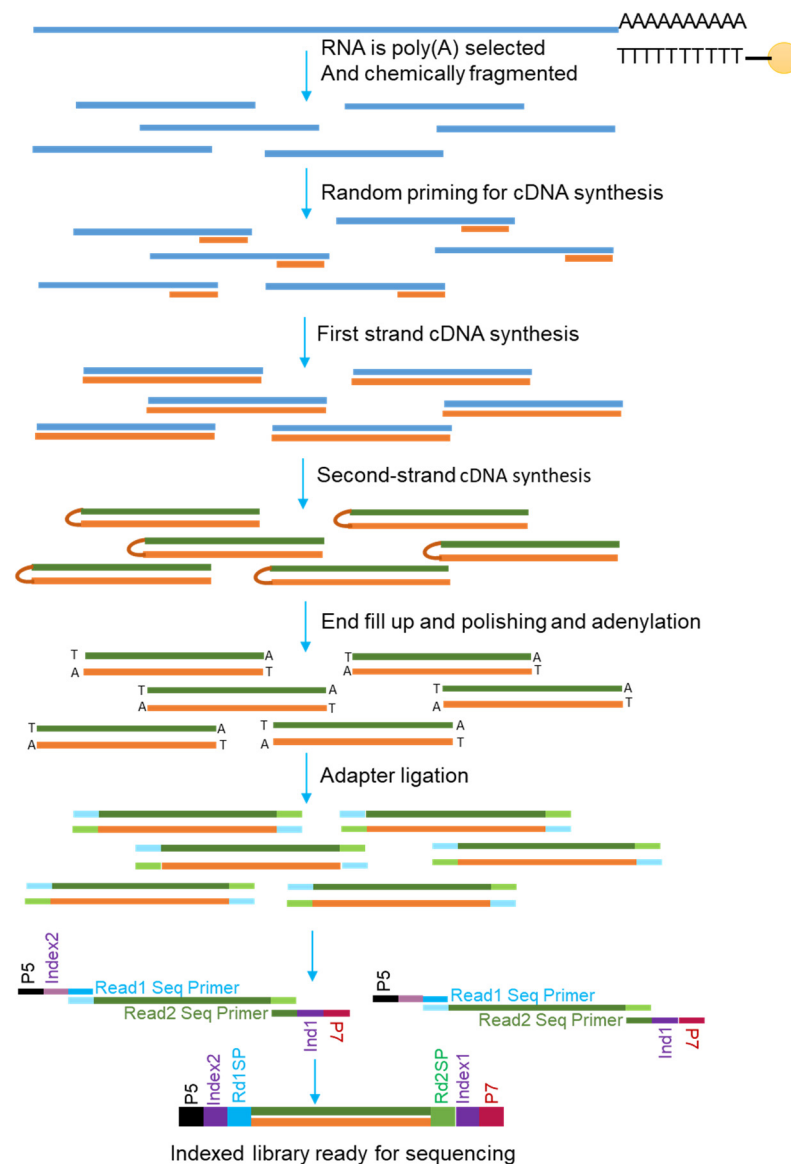 AAAAAAAAAA
TTTTTTTTTT
RNA is poly(A) selected
And chemically fragmented
Random priming for cDNA synthesis
First strand cDNA synthesis
Second-strand cDNA synthesis
End fill up and polishing and adenylation
T A T A
A T A T
T A T A
A T A T
T A T A
A T A T
Adapter ligation
P5 Index2 P5
Read1 Seq Primer Read1 Seq Primer
Read2 Seq Primer Read2 Seq Primer
Ind1 P7 Ind1 P7
P5 Index2 Rd1SP Rd2SP Index1 P7
Indexed library ready for sequencing